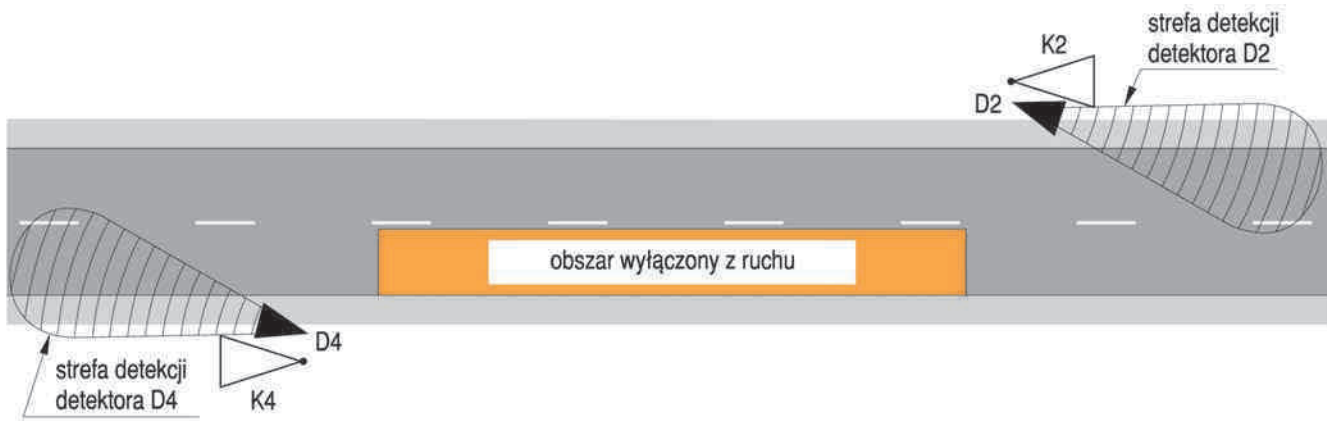 strefa detekcji
detektora D2
K2
D2
obszar wyłączony z ruchu
D4
strefa detekcji
detektora D4
K4